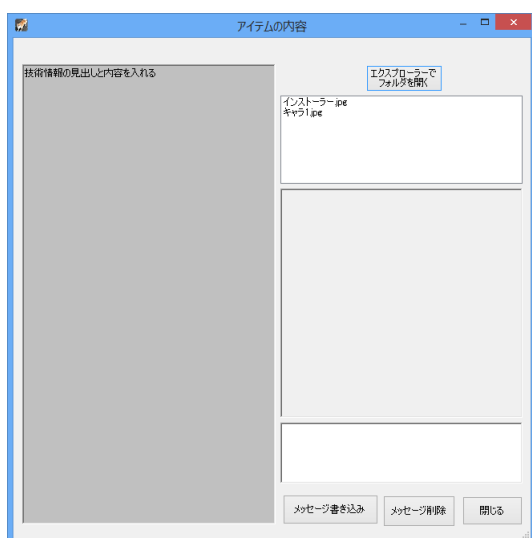 アイテムの内容
技術情報の見出しと内容を入れる
エクスプローラーで
フォルダを開く
インストーラー.jpg
キャラ1.jpg
メッセージ書き込み
メッセージ削除
閉じる